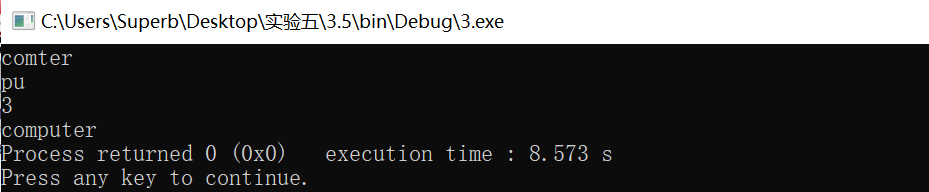 C:\Users\Superb\Desktop\实验五\3.5\bin\Debug\3.exe
comter
pu
3
computer
Process returned 0 (0x0)   execution time : 8.573 s
Press any key to continue.